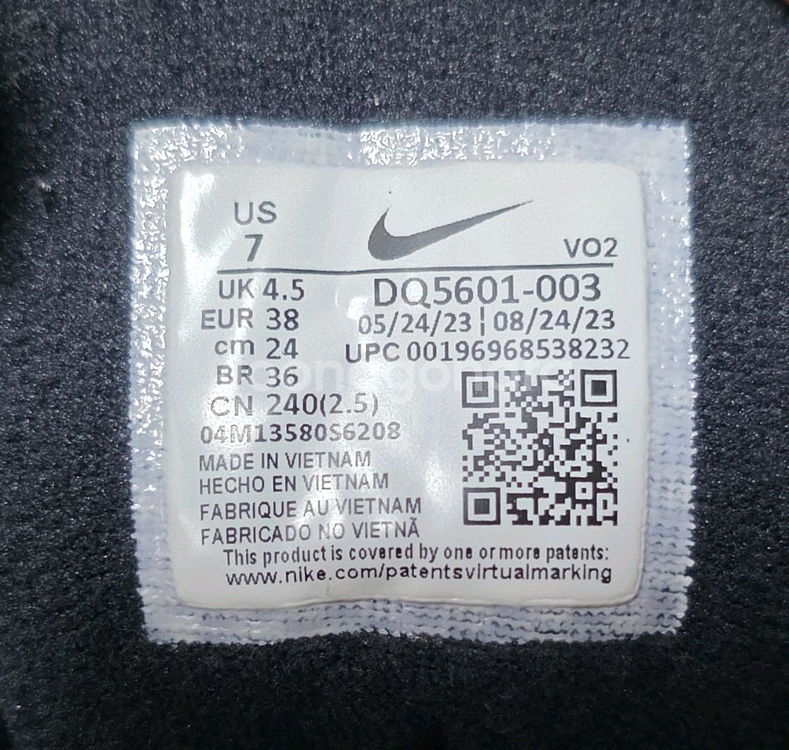 US
7
VO2
UK 4.5
DQ5601-003
EUR 38
05/24/23 | 08/24/23
cm 24
UPC 00196968538232
BR 36
CN 240(2.5)
04M13580S6208
MADE IN VIETNAM
HECHO EN VIETNAM
FABRIQUE AU VIETNAM
FABRICADO NO VIETNÃ
This product is covered by one or more patents:
www.nike.com/patentsvirtualmarking